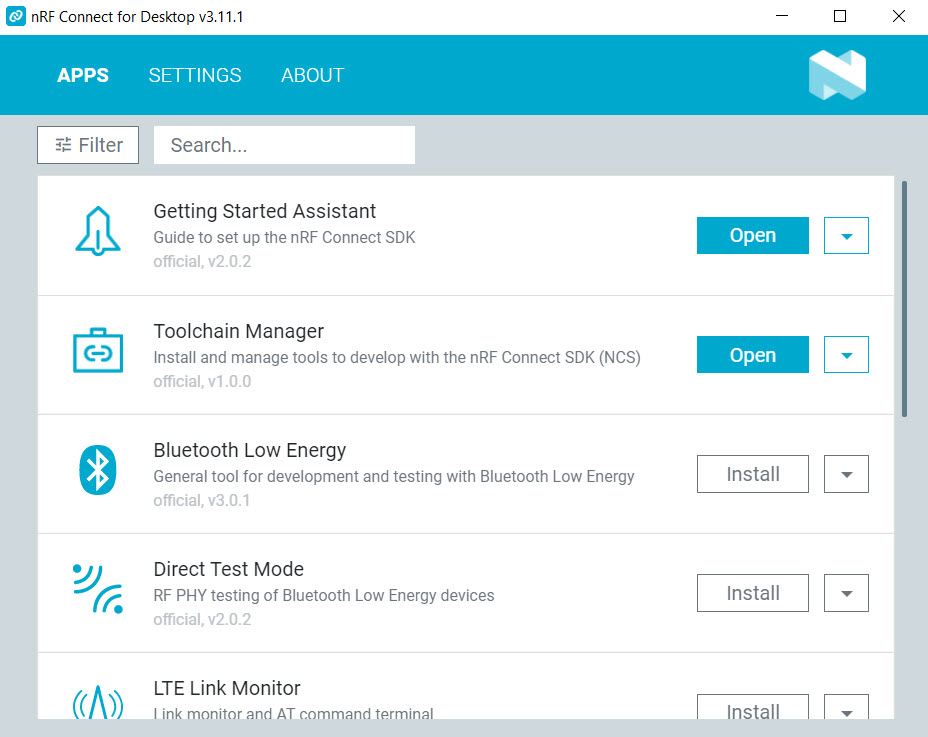 nRF Connect for Desktop v3.11.1
APPS SETTINGS ABOUT
Filter Search...
Getting Started Assistant
Guide to set up the nRF Connect SDK
official, v2.0.2
Open
Toolchain Manager
Install and manage tools to develop with the nRF Connect SDK (NCS)
official, v1.0.0
Open
Bluetooth Low Energy
General tool for development and testing with Bluetooth Low Energy
official, v3.0.1
Install
Direct Test Mode
RF PHY testing of Bluetooth Low Energy devices
official, v2.0.2
Install
LTE Link Monitor
Link monitor and AT command terminal
Install